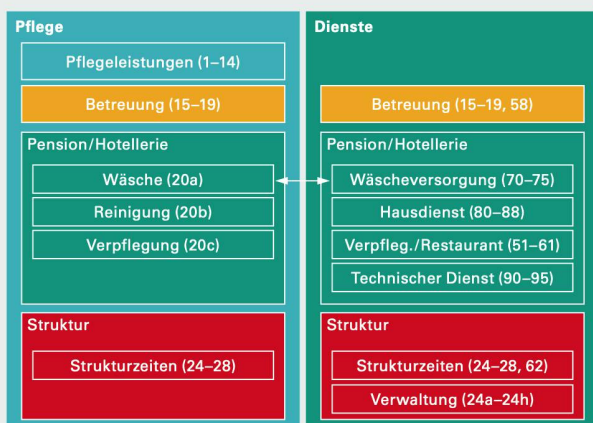 Pflege
Pflegeleistungen (1–14)
Betreuung (15–19)
Pension/Hotellerie
Wäsche (20a)
Reinigung (20b)
Verpflegung (20c)
Struktur
Strukturzeiten (24–28)
Dienste
Betreuung (15–19, 58)
Pension/Hotellerie
Wäscheversorgung (70–75)
Hausdienst (80–88)
Verpfleg./Restaurant (51–61)
Technischer Dienst (90–95)
Struktur
Strukturzeiten (24–28, 62)
Verwaltung (24a–24h)